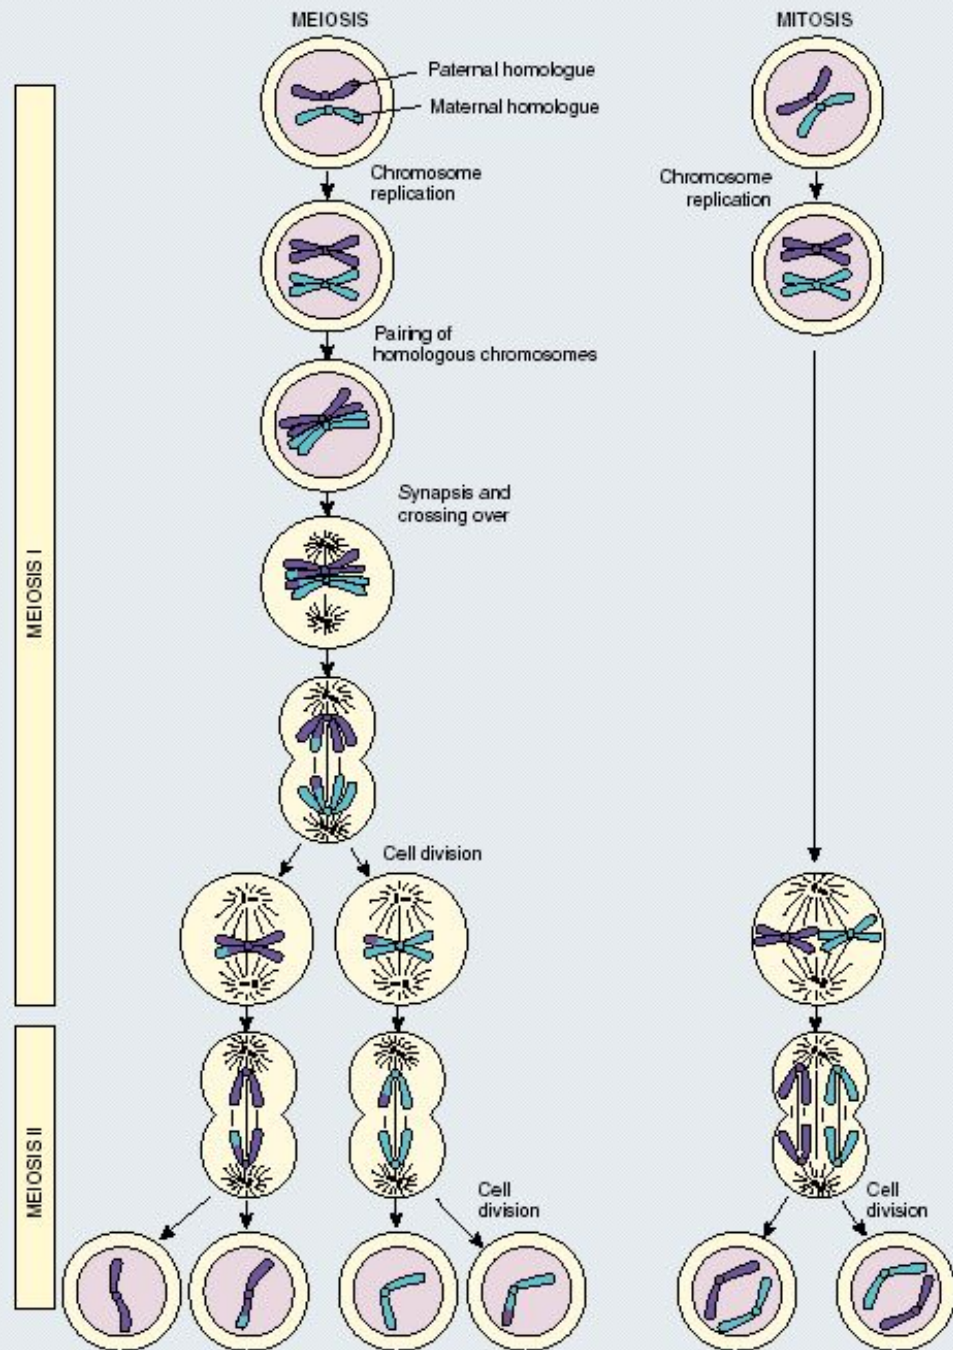 MEIOSIS
MITOSIS
Paternal homologue
Maternal homologue
Chromosome
replication
Chromosome
replication
Pairing of
homologous chromosomes
Synapsis and
crossing over
MEIOSIS I
Cell division
MEIOSIS II
Cell
division
Cell
division